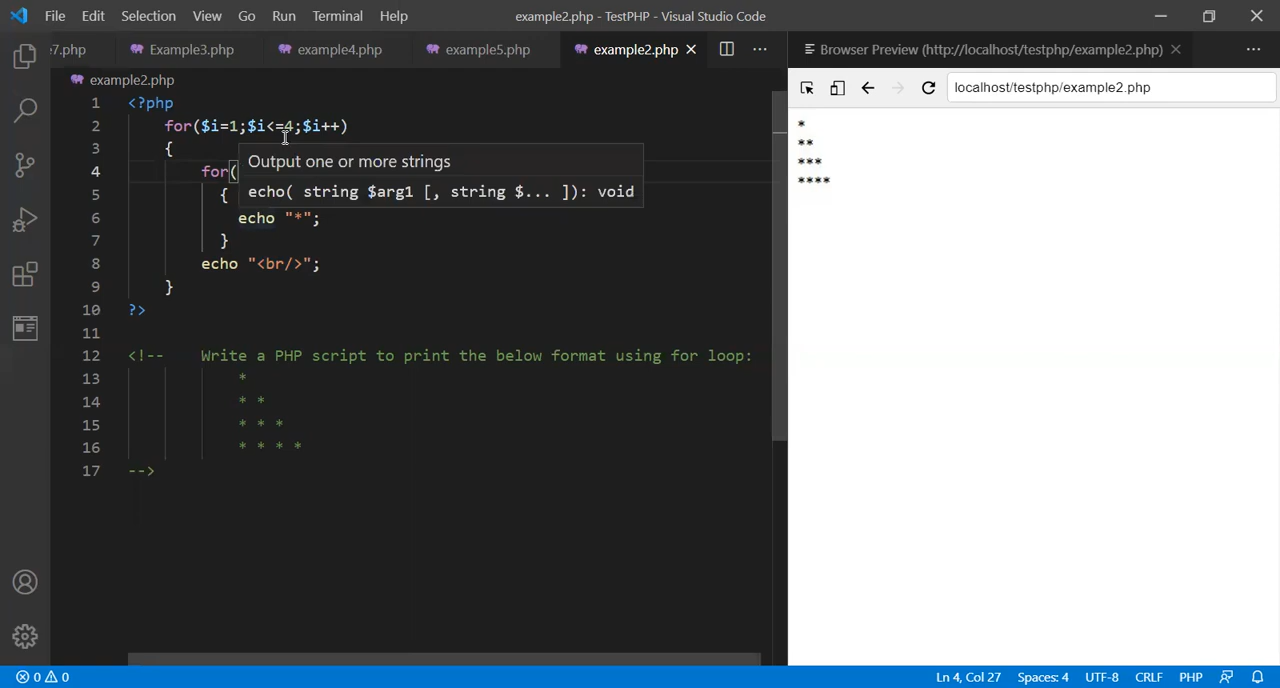 File Edit Selection View Go Run Terminal Help example2.php - TestPHP - Visual Studio Code
e7.php Example3.php example4.php example5.php example2.php
Browser Preview (http://localhost/testphp/example2.php)
example2.php
localhost/testphp/example2.php
1 <?php
2 for($i=1;$i<=4;$i++)
3 {
Output one or more strings
4 for(
echo( string $arg1 [, string $... ]): void
5 {
6 echo "*";
7 }
8 echo "<br/>";
9 }
10 ?>
11
12 <!-- Write a PHP script to print the below format using for loop:
13 *
14 * *
15 * * *
16 * * * *
17 -->
*
**
***
****
0 0 Ln 4, Col 27 Spaces: 4 UTF-8 CRLF PHP